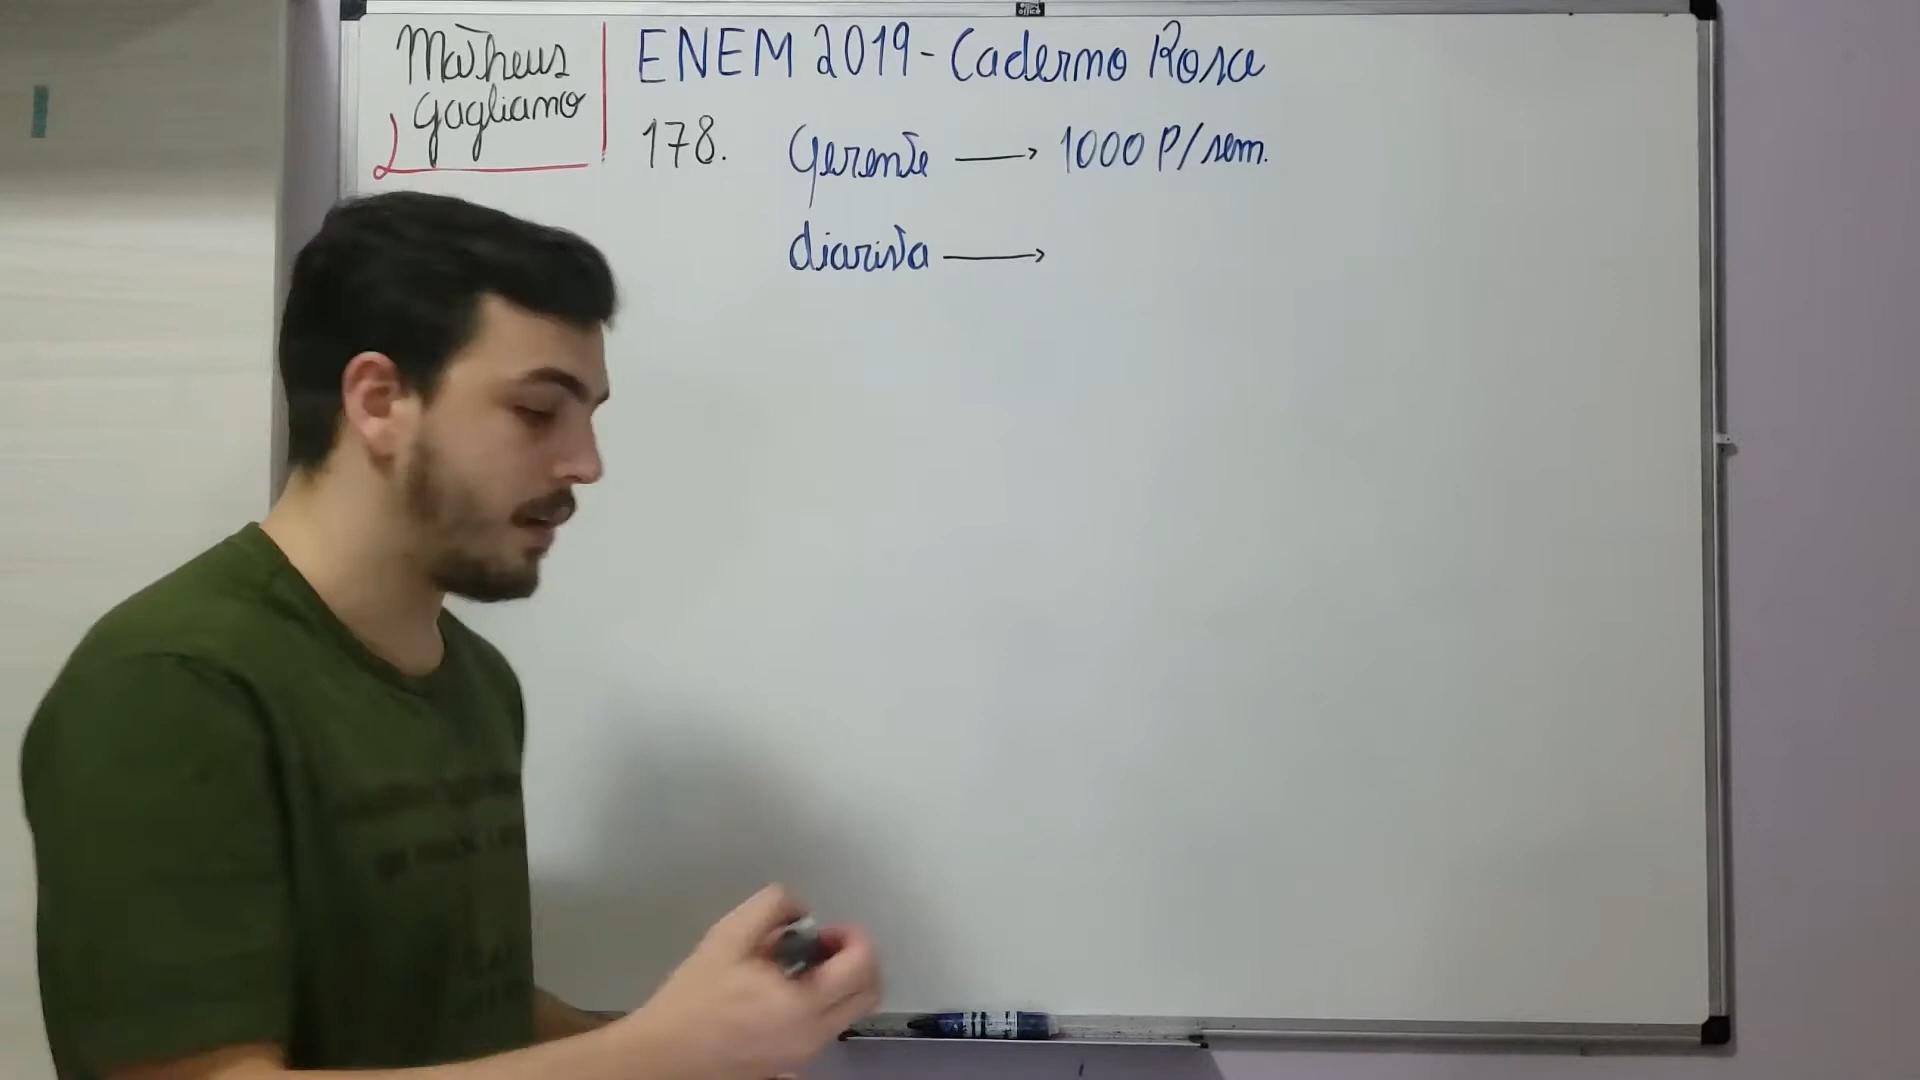 Matheus
Gagliano
ENEM 2019 - Caderno Rosa
178. Gerente → 1000 P/sem.
diarista →